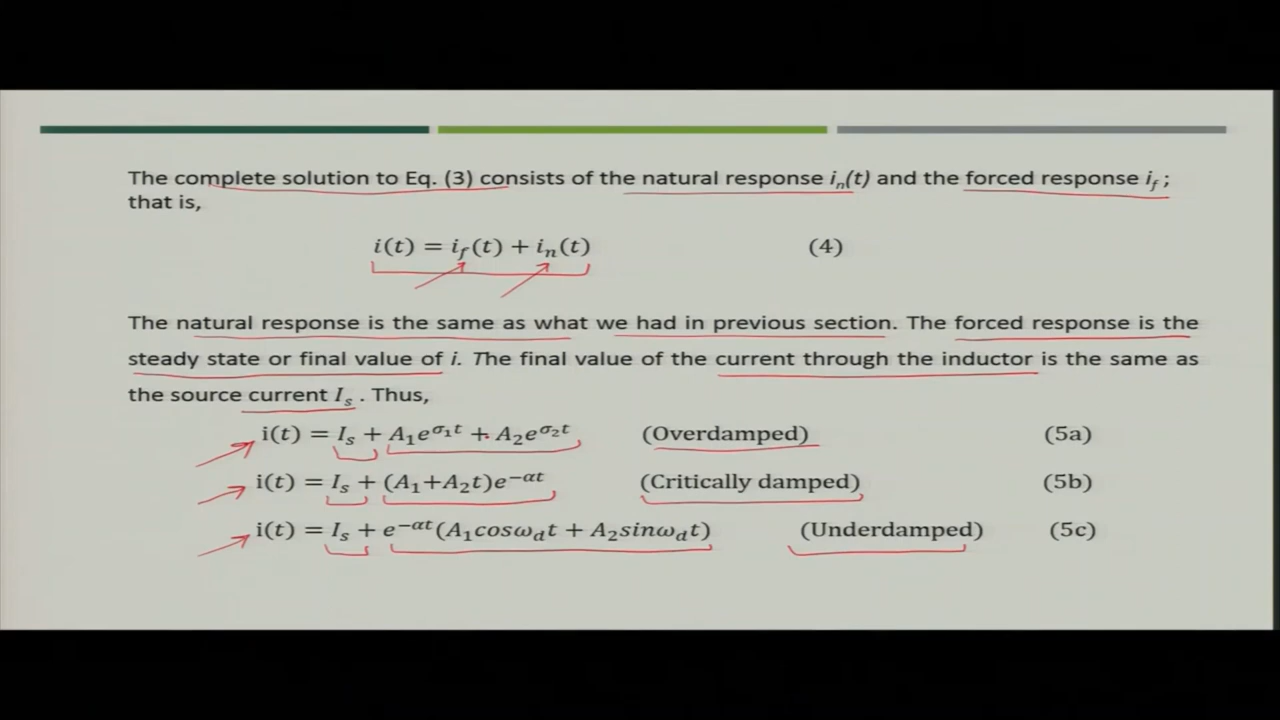 The complete solution to Eq. (3) consists of the natural response iₙ(t) and the forced response i_f ;
that is,
i(t) = i_f(t) + iₙ(t) (4)
The natural response is the same as what we had in previous section. The forced response is the
steady state or final value of i. The final value of the current through the inductor is the same as
the source current Iₛ . Thus,
i(t) = Iₛ + A₁e^{σ₁t} + A₂e^{σ₂t} (Overdamped) (5a)
i(t) = Iₛ + (A₁+A₂t)e^{−αt} (Critically damped) (5b)
i(t) = Iₛ + e^{−αt}(A₁cosω_dt + A₂sinω_dt) (Underdamped) (5c)